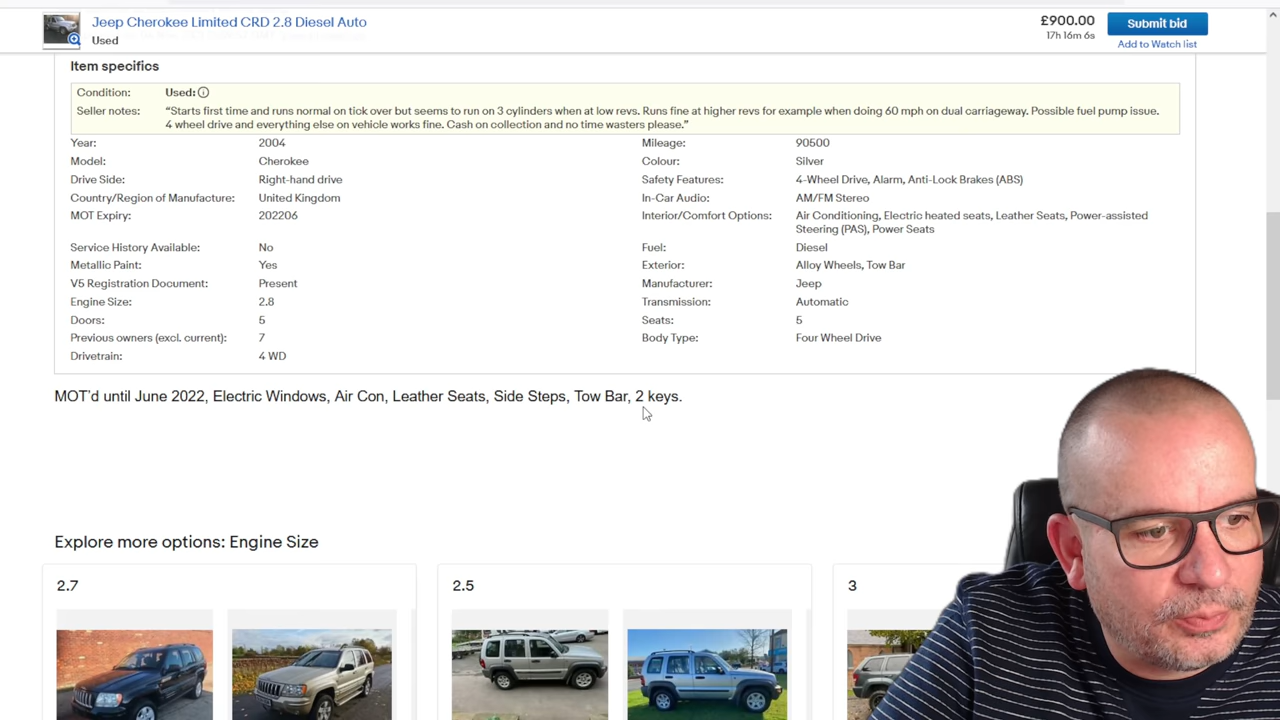 Jeep Cherokee Limited CRD 2.8 Diesel Auto
Used
£900.00
17h 16m 6s
Submit bid
Add to Watch list
Item specifics
Condition: Used:
Seller notes: “Starts first time and runs normal on tick over but seems to run on 3 cylinders when at low revs. Runs fine at higher revs for example when doing 60 mph on dual carriageway. Possible fuel pump issue.
4 wheel drive and everything else on vehicle works fine. Cash on collection and no time wasters please.”
Year: 2004 Mileage: 90500
Model: Cherokee Colour: Silver
Drive Side: Right-hand drive Safety Features: 4-Wheel Drive, Alarm, Anti-Lock Brakes (ABS)
Country/Region of Manufacture: United Kingdom In-Car Audio: AM/FM Stereo
MOT Expiry: 202206 Interior/Comfort Options: Air Conditioning, Electric heated seats, Leather Seats, Power-assisted
Steering (PAS), Power Seats
Service History Available: No Fuel: Diesel
Metallic Paint: Yes Exterior: Alloy Wheels, Tow Bar
V5 Registration Document: Present Manufacturer: Jeep
Engine Size: 2.8 Transmission: Automatic
Doors: 5 Seats: 5
Previous owners (excl. current): 7 Body Type: Four Wheel Drive
Drivetrain: 4 WD
MOT'd until June 2022, Electric Windows, Air Con, Leather Seats, Side Steps, Tow Bar, 2 keys.
Explore more options: Engine Size
2.7
2.5
3